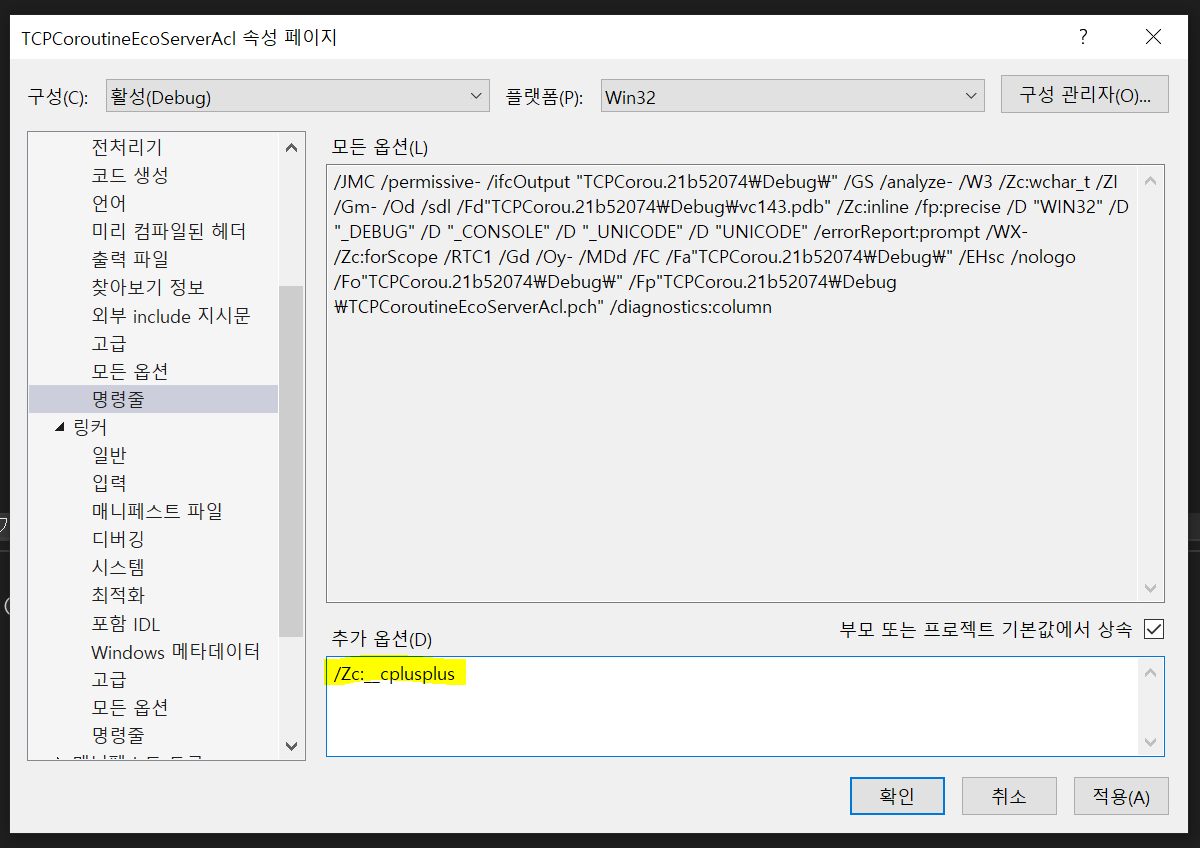 TCPCoroutineEcoServerAcl 속성 페이지
?
구성(C): 활성(Debug) 플랫폼(P): Win32 구성 관리자(O)...
전처리기
코드 생성
언어
미리 컴파일된 헤더
출력 파일
찾아보기 정보
외부 include 지시문
고급
모든 옵션
명령줄
링커
일반
입력
매니페스트 파일
디버깅
시스템
최적화
포함 IDL
Windows 메타데이터
고급
모든 옵션
명령줄
모든 옵션(L)
/JMC /permissive- /ifcOutput "TCPCorou.21b52074₩Debug₩" /GS /analyze- /W3 /Zc:wchar_t /ZI
/Gm- /Od /sdl /Fd"TCPCorou.21b52074₩Debug₩vc143.pdb" /Zc:inline /fp:precise /D "WIN32" /D
"_DEBUG" /D "_CONSOLE" /D "_UNICODE" /D "UNICODE" /errorReport:prompt /WX-
/Zc:forScope /RTC1 /Gd /Oy- /MDd /FC /Fa"TCPCorou.21b52074₩Debug₩" /EHsc /nologo
/Fo"TCPCorou.21b52074₩Debug₩" /Fp"TCPCorou.21b52074₩Debug
₩TCPCoroutineEcoServerAcl.pch" /diagnostics:column
추가 옵션(D)
부모 또는 프로젝트 기본값에서 상속
/Zc:__cplusplus
확인 취소 적용(A)